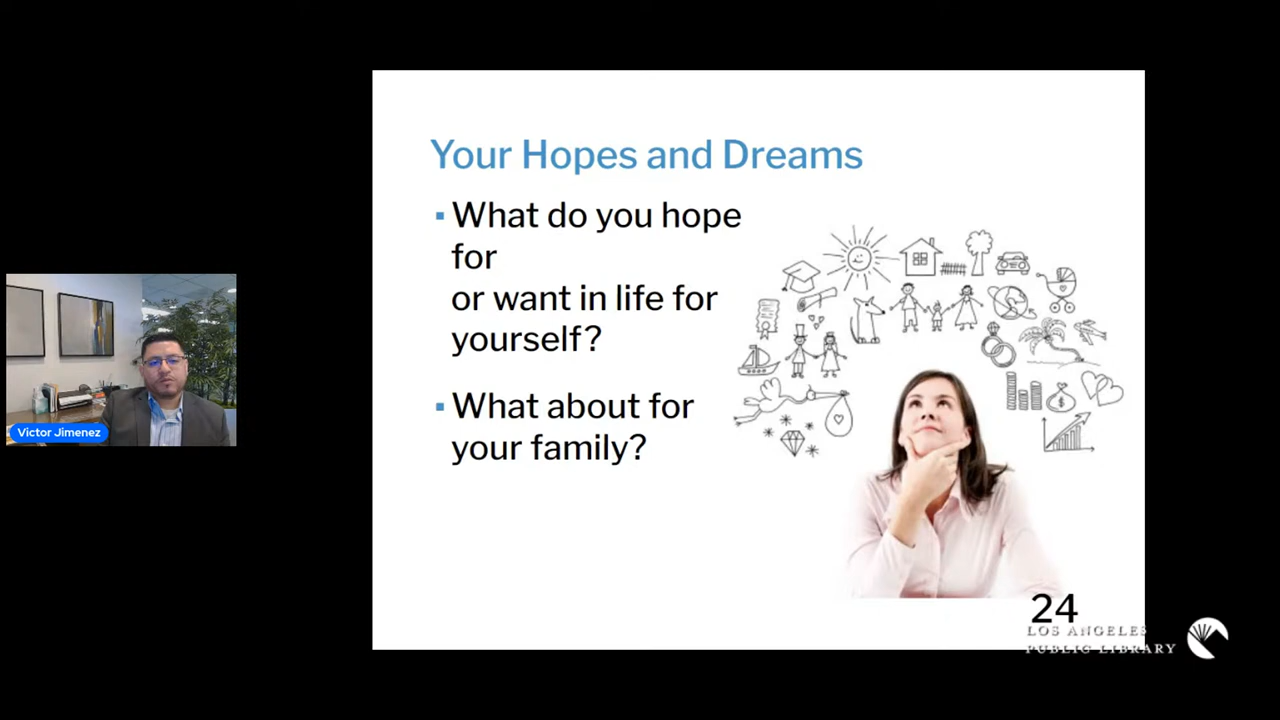 Your Hopes and Dreams
▪ What do you hope
for
or want in life for
yourself?
▪ What about for
your family?
Victor Jimenez
$
24
LOS ANGELES
PUBLIC LIBRARY